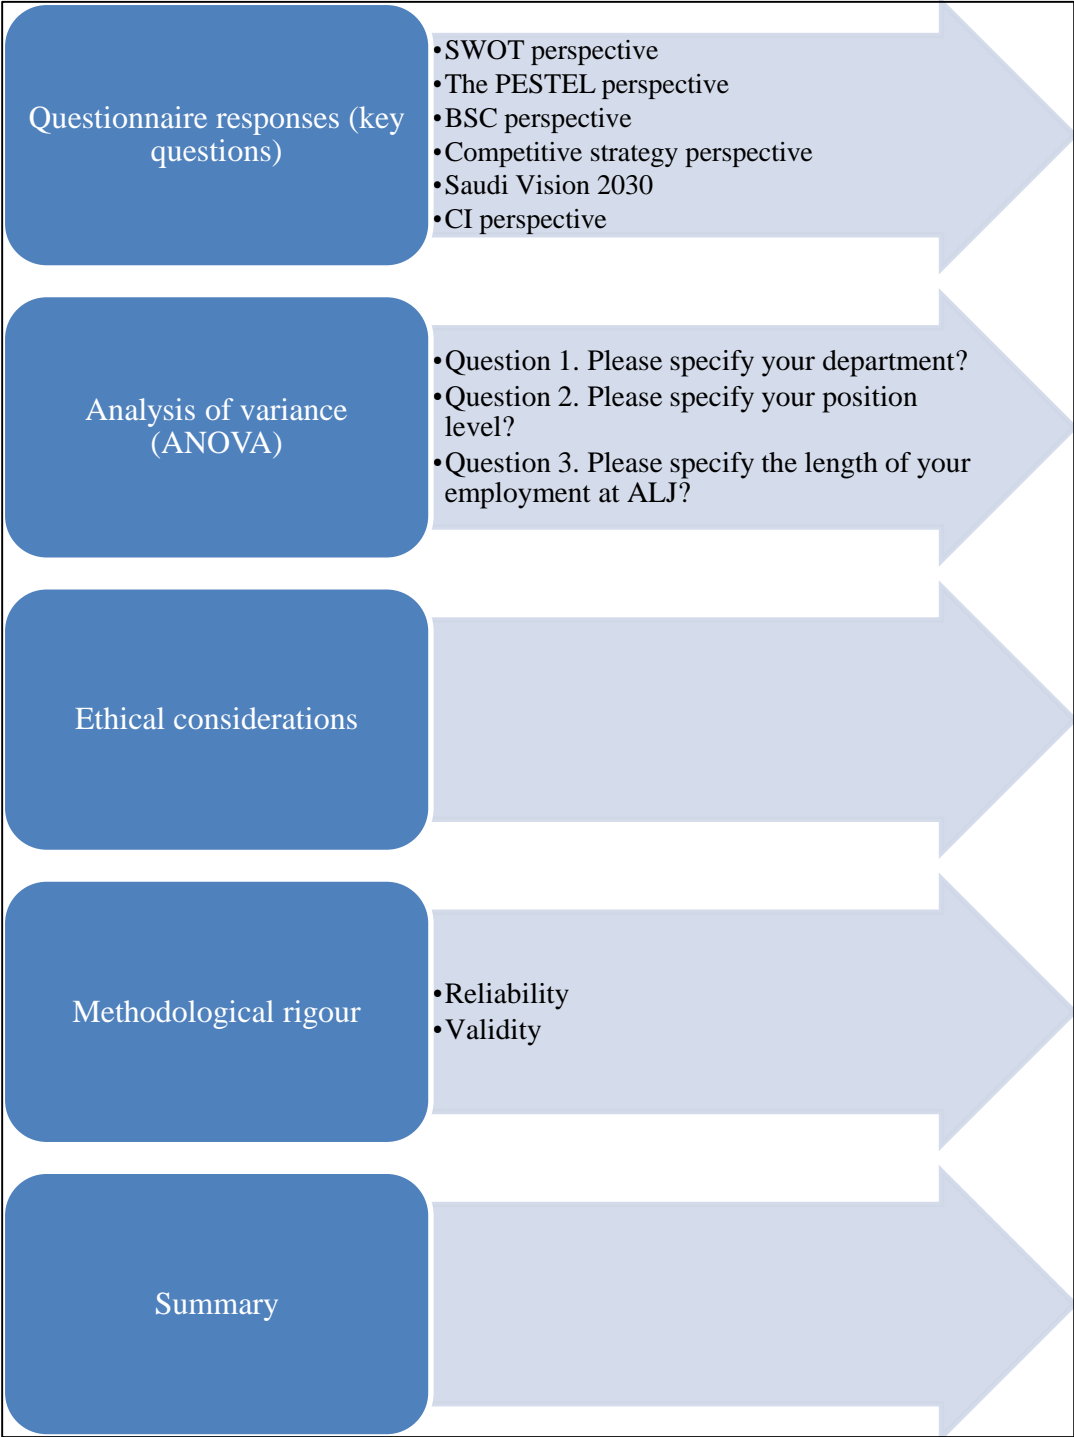 Questionnaire responses (key
questions)
•SWOT perspective
•The PESTEL perspective
•BSC perspective
•Competitive strategy perspective
•Saudi Vision 2030
•CI perspective
Analysis of variance
(ANOVA)
•Question 1. Please specify your department?
•Question 2. Please specify your position
level?
•Question 3. Please specify the length of your
employment at ALJ?
Ethical considerations
Methodological rigour
•Reliability
•Validity
Summary